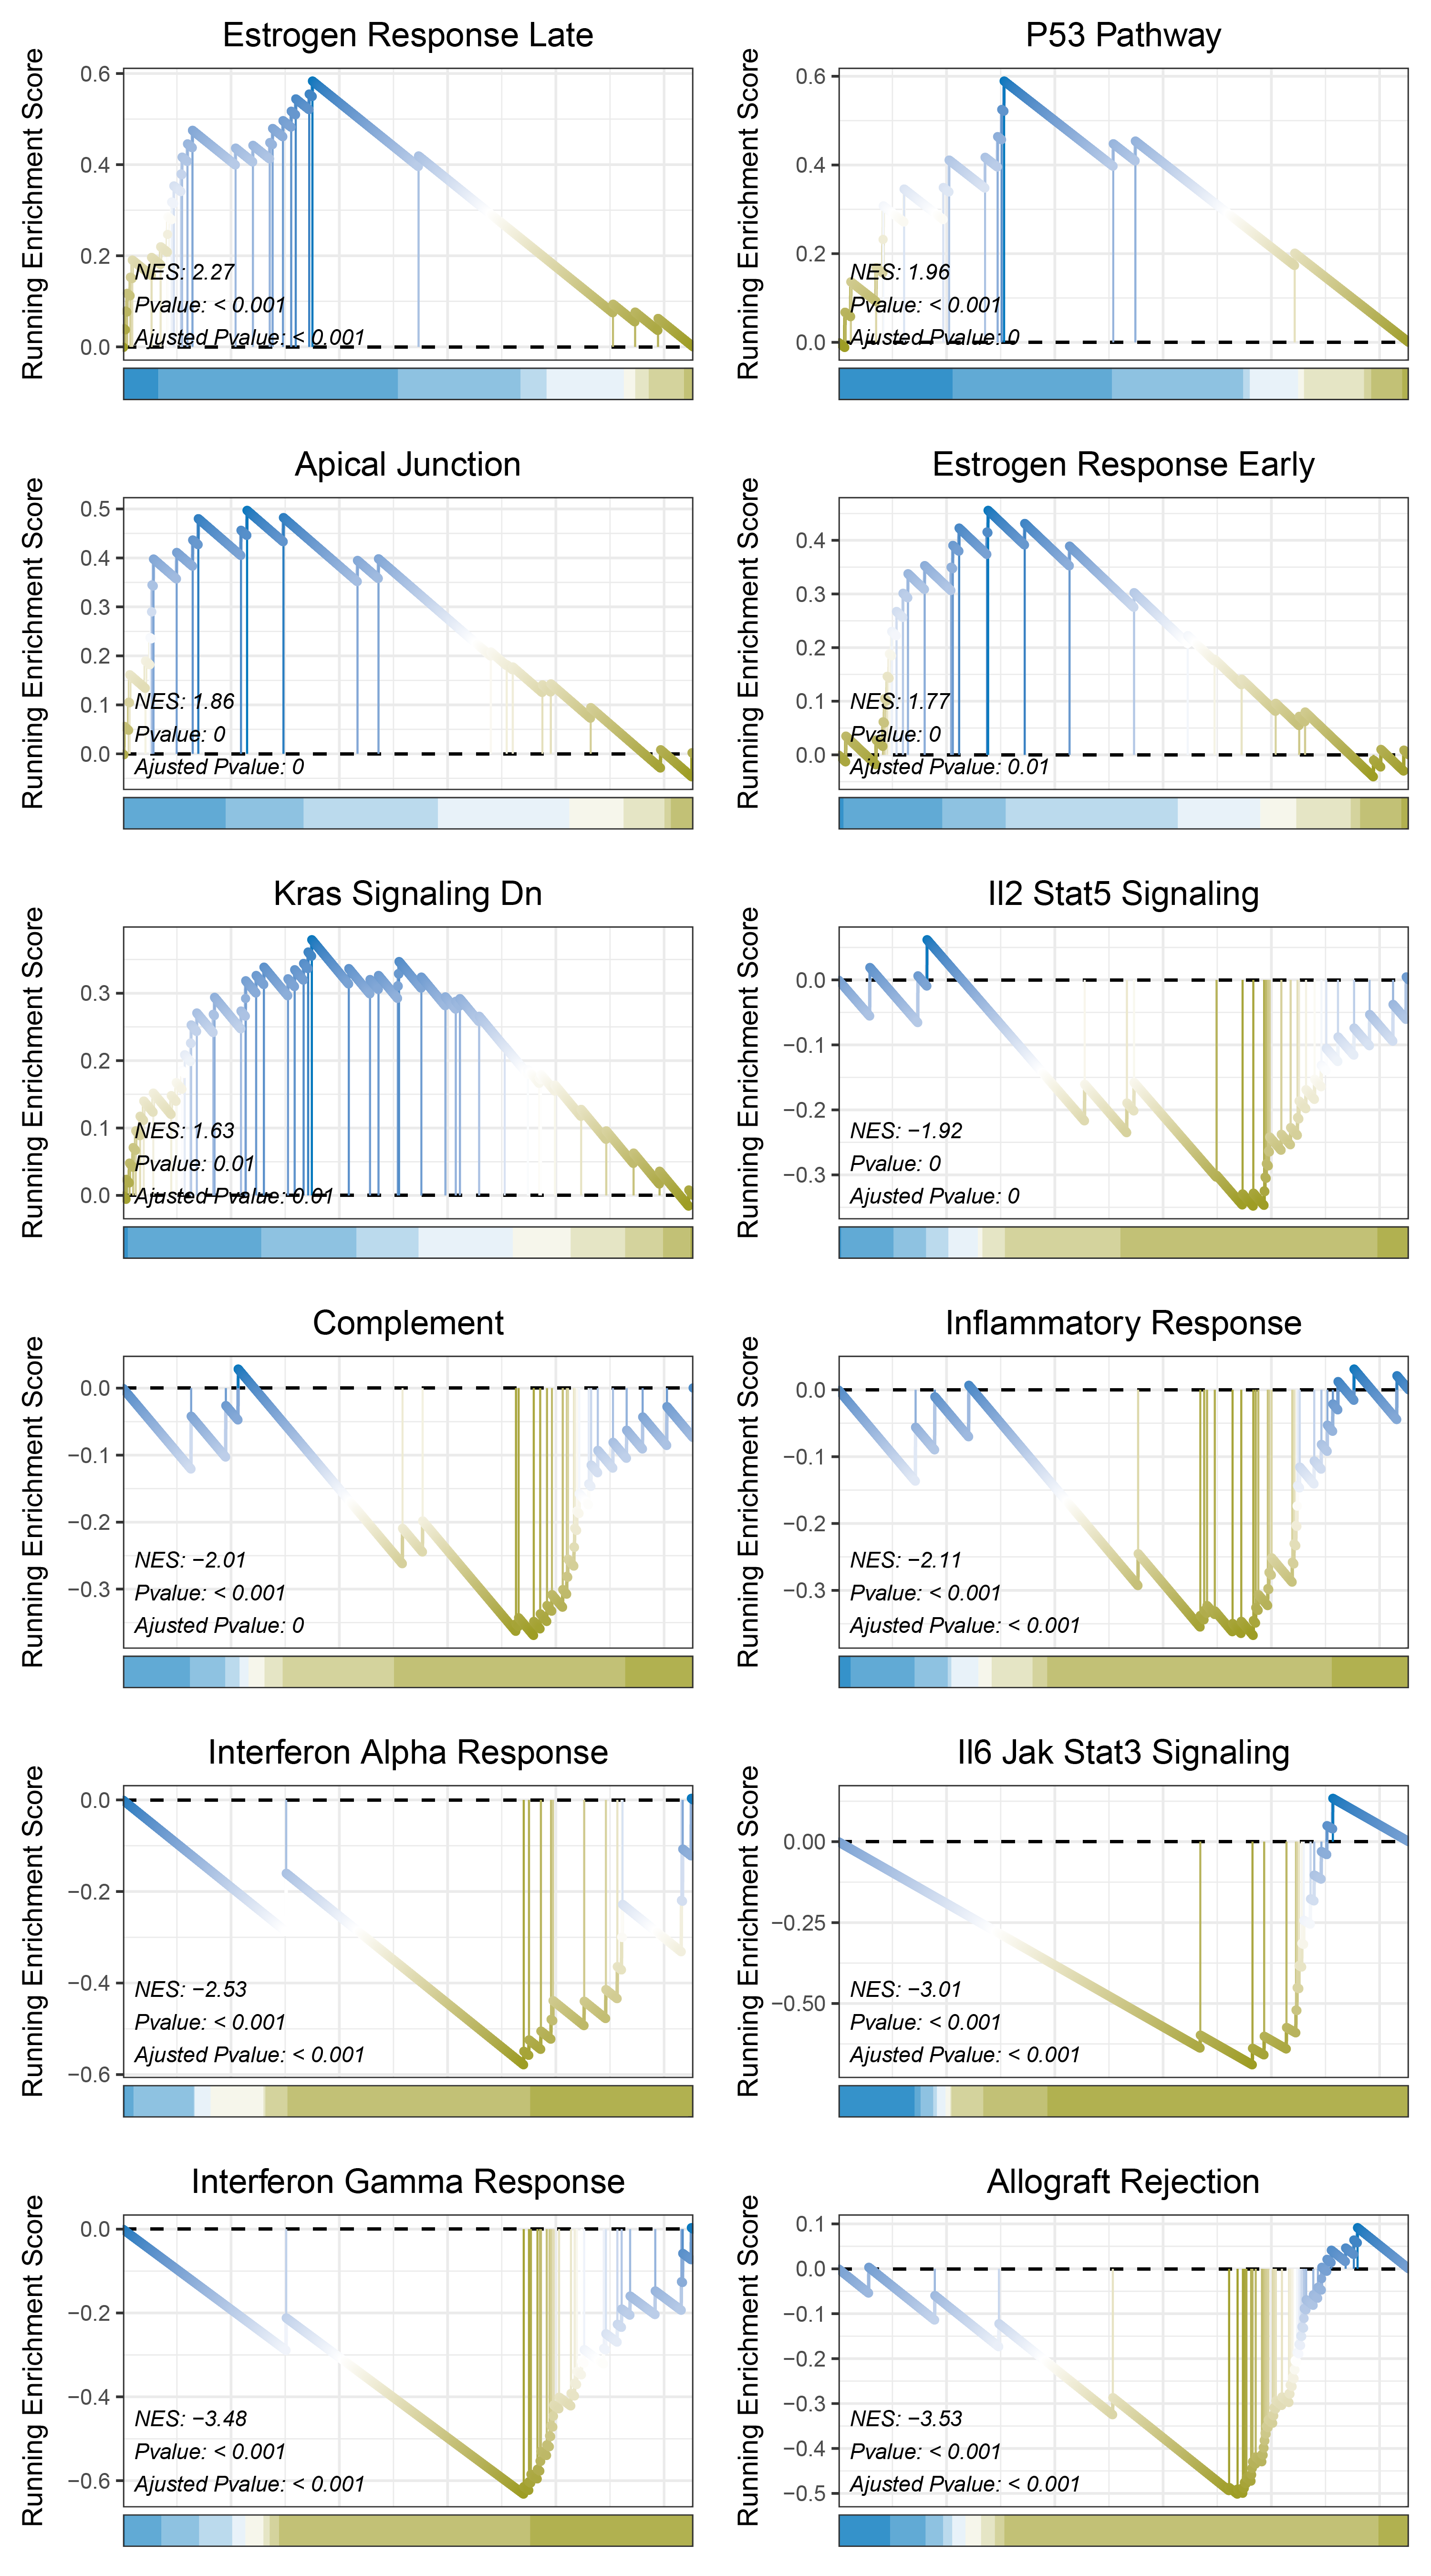 Estrogen Response Late
Running Enrichment Score
0.6
0.4
0.2
0.0
NES: 2.27
Pvalue: < 0.001
Ajusted Pvalue: < 0.001
P53 Pathway
Running Enrichment Score
0.6
0.4
0.2
0.0
NES: 1.96
Pvalue: < 0.001
Ajusted Pvalue: 0
Apical Junction
Running Enrichment Score
0.5
0.4
0.3
0.2
0.1
0.0
NES: 1.86
Pvalue: 0
Ajusted Pvalue: 0
Estrogen Response Early
Running Enrichment Score
0.4
0.3
0.2
0.1
0.0
NES: 1.77
Pvalue: 0
Ajusted Pvalue: 0.01
Kras Signaling Dn
Running Enrichment Score
0.3
0.2
0.1
0.0
NES: 1.63
Pvalue: 0.01
Ajusted Pvalue: 0.01
Il2 Stat5 Signaling
Running Enrichment Score
0.0
−0.1
−0.2
−0.3
NES: −1.92
Pvalue: 0
Ajusted Pvalue: 0
Complement
Running Enrichment Score
0.0
−0.1
−0.2
−0.3
NES: −2.01
Pvalue: < 0.001
Ajusted Pvalue: 0
Inflammatory Response
Running Enrichment Score
0.0
−0.1
−0.2
−0.3
NES: −2.11
Pvalue: < 0.001
Ajusted Pvalue: < 0.001
Interferon Alpha Response
Running Enrichment Score
0.0
−0.2
−0.4
−0.6
NES: −2.53
Pvalue: < 0.001
Ajusted Pvalue: < 0.001
Il6 Jak Stat3 Signaling
Running Enrichment Score
0.00
−0.25
−0.50
NES: −3.01
Pvalue: < 0.001
Ajusted Pvalue: < 0.001
Interferon Gamma Response
Running Enrichment Score
0.0
−0.2
−0.4
−0.6
NES: −3.48
Pvalue: < 0.001
Ajusted Pvalue: < 0.001
Allograft Rejection
Running Enrichment Score
0.1
0.0
−0.1
−0.2
−0.3
−0.4
−0.5
NES: −3.53
Pvalue: < 0.001
Ajusted Pvalue: < 0.001